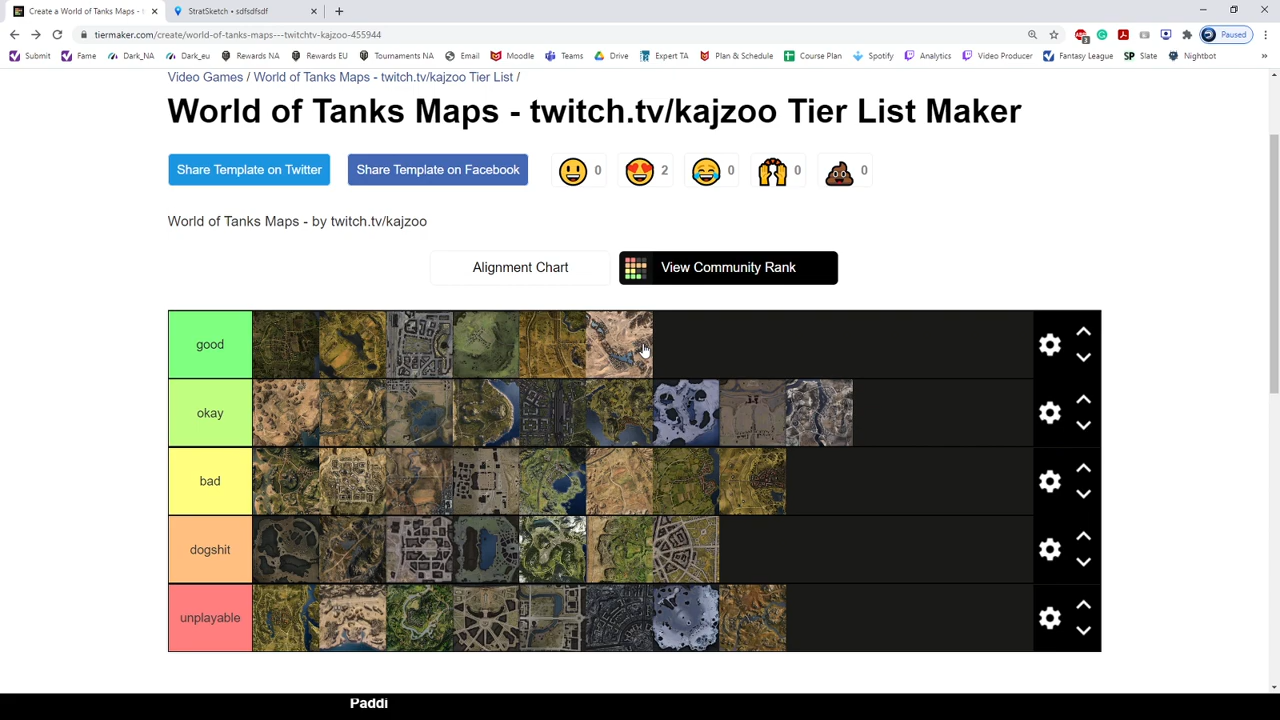 Create a World of Tanks Maps -
StratSketch • sdfsdfsdf
tiermaker.com/create/world-of-tanks-maps---twitchtv-kajzoo-455944
Paused
Submit
Fame
Dark_NA
Dark_eu
Rewards NA
Rewards EU
Tournaments NA
Email
Moodle
Teams
Drive
Expert TA
Plan & Schedule
Course Plan
Spotify
Analytics
Video Producer
Fantasy League
SP Slate
Nightbot
Video Games / World of Tanks Maps - twitch.tv/kajzoo Tier List /
World of Tanks Maps - twitch.tv/kajzoo Tier List Maker
Share Template on Twitter
Share Template on Facebook
0
2
0
0
0
World of Tanks Maps - by twitch.tv/kajzoo
Alignment Chart
View Community Rank
good
okay
bad
dogshit
unplayable
Paddi